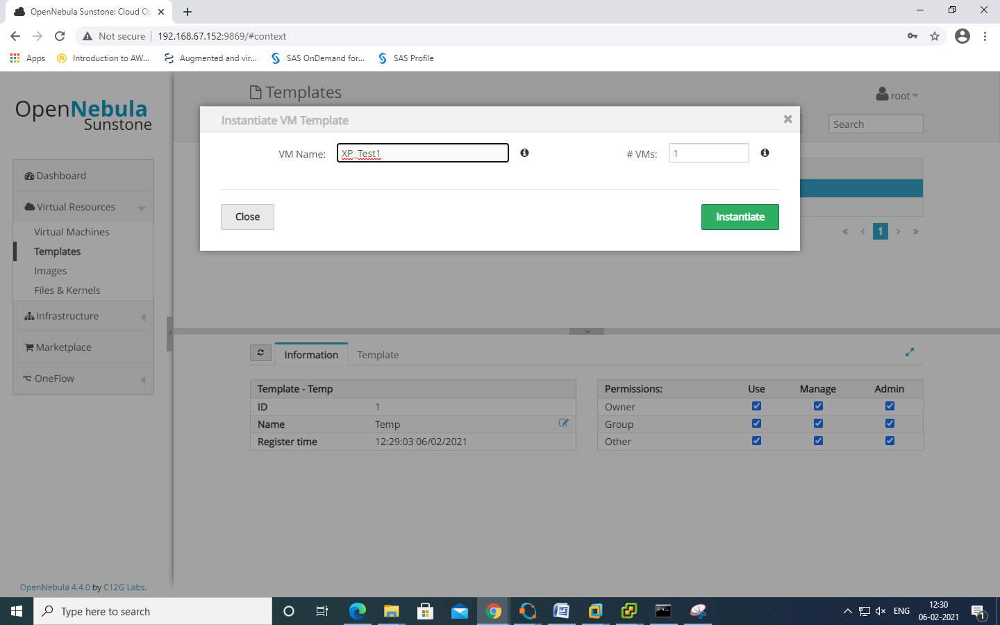 OpenNebula Sunstone: Cloud Op
Not secure
192.168.67.152:9869/#context
Apps
Introduction to AW...
Augmented and vir...
SAS OnDemand for...
SAS Profile
OpenNebula
Sunstone
Templates
root
Search
Instantiate VM Template
VM Name:
XP_Test1
# VMs:
1
Close
Instantiate
Dashboard
Virtual Resources
Virtual Machines
Templates
Images
Files & Kernels
Infrastructure
Marketplace
OneFlow
« ‹ 1 › »
Information
Template
Template - Temp
ID 1
Name Temp
Register time 12:29:03 06/02/2021
Permissions: Use Manage Admin
Owner
Group
Other
OpenNebula 4.4.0 by C12G Labs.
Type here to search
ENG
12:30
06-02-2021
1